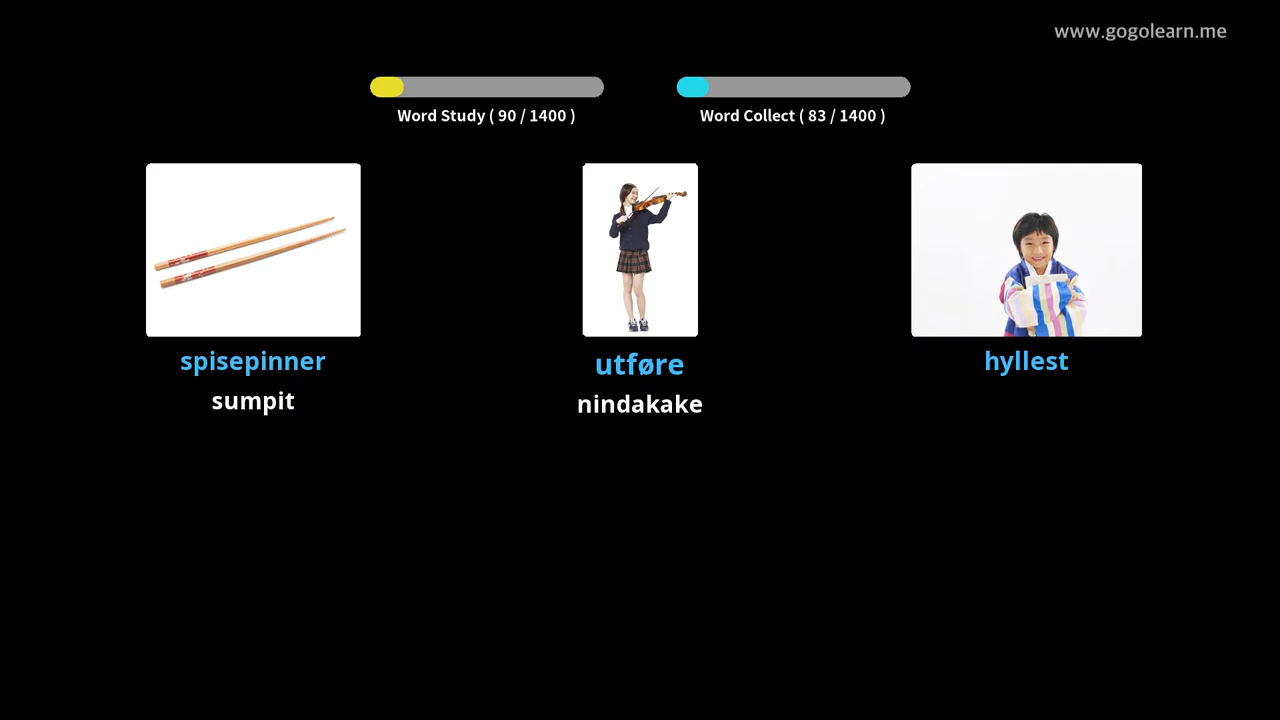 www.gogolearn.me
Word Study ( 90 / 1400 )
Word Collect ( 83 / 1400 )
spisepinner
sumpit
utføre
nindakake
hyllest